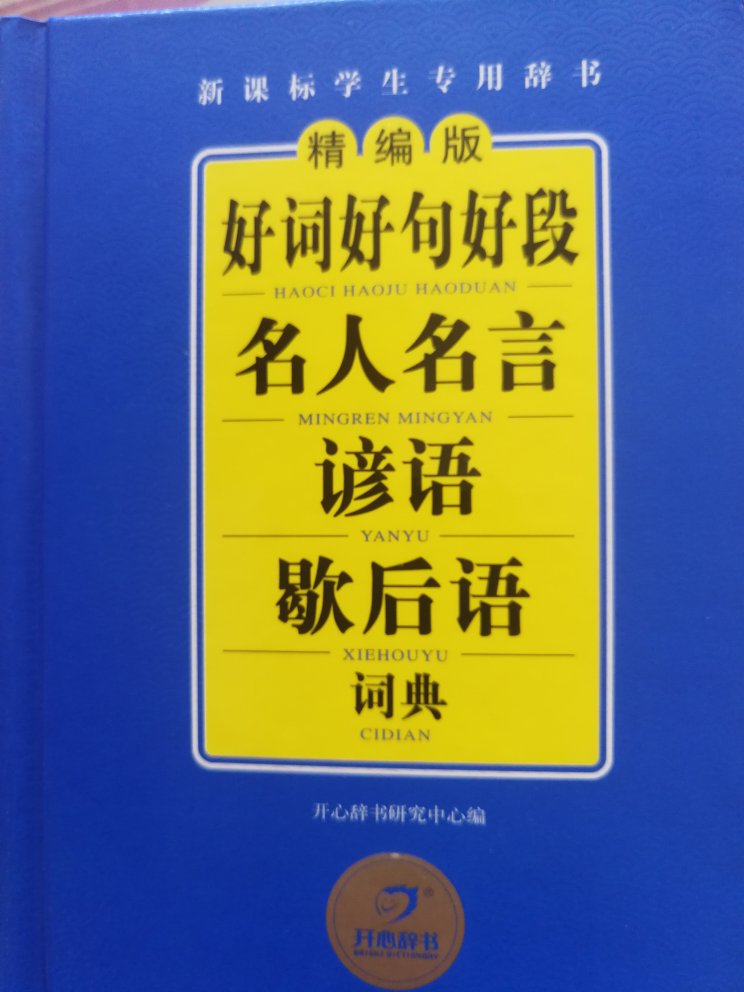 新课标学生专用辞书
精编版
好词好句好段
HAOCI HAOJU HAODUAN
名人名言
MINGREN MINGYAN
谚语
YANYU
歇后语
XIEHOUYU
词典
CIDIAN
开心辞书研究中心编
®
开心辞书